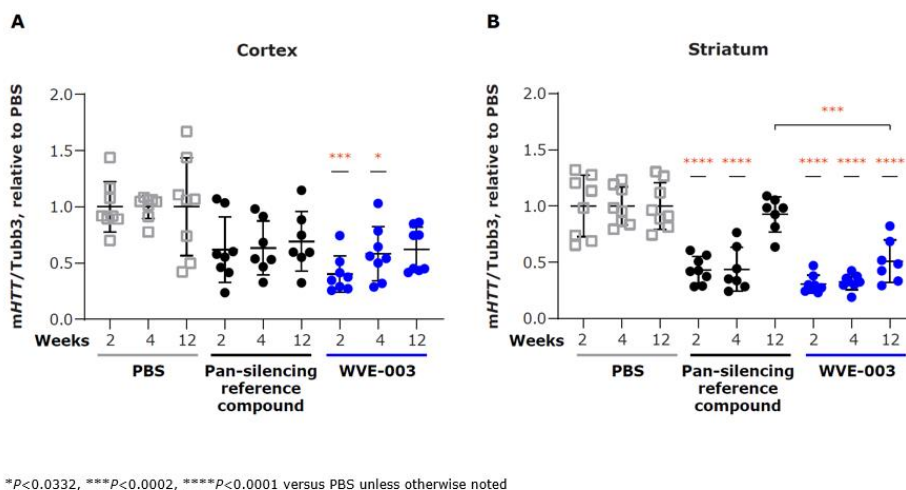 A
Cortex
mHTT/Tubb3, relative to PBS
2.0
1.5
1.0
0.5
0.0
*** *
Weeks 2 4 12 2 4 12 2 4 12
PBS
Pan-silencing
reference
compound
WVE-003
B
Striatum
mHTT/Tubb3, relative to PBS
2.0
1.5
1.0
0.5
0.0
***
**** **** **** **** ****
2 4 12 2 4 12 2 4 12
PBS
Pan-silencing
reference
compound
WVE-003
*P<0.0332, ***P<0.0002, ****P<0.0001 versus PBS unless otherwise noted